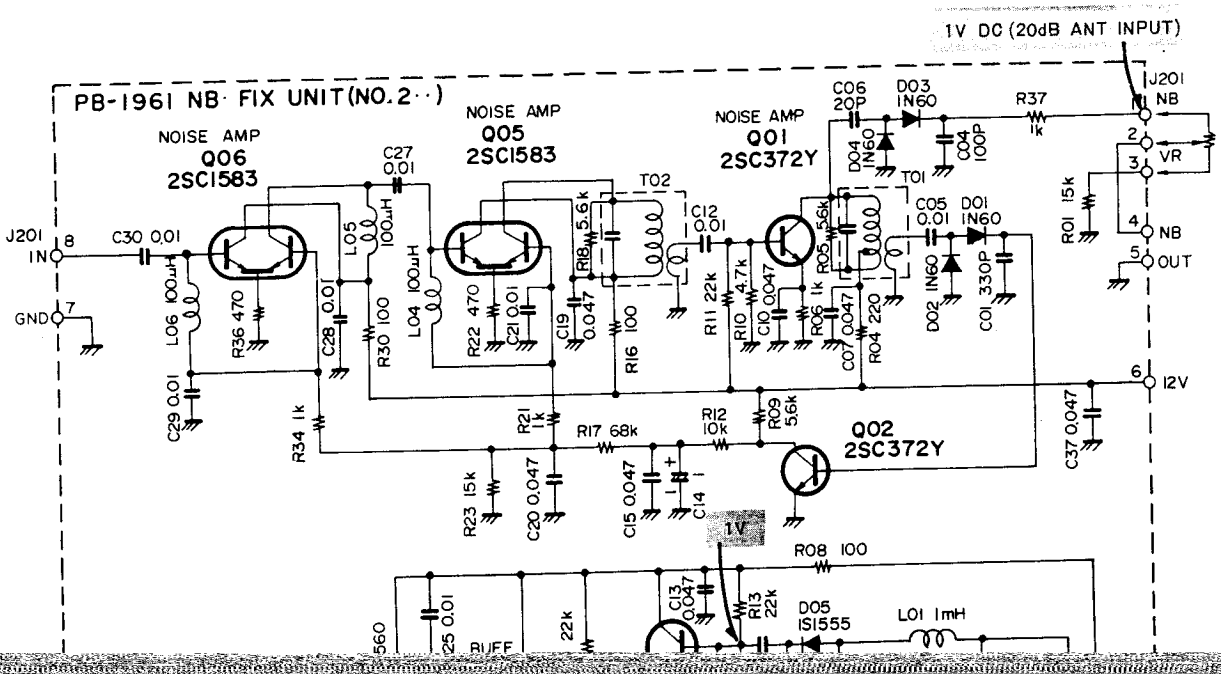 1V DC (20dB ANT INPUT)
PB-1961 NB FIX UNIT(NO.2··)
J201
NOISE AMP
Q06
2SC1583
NOISE AMP
Q05
2SC1583
NOISE AMP
Q01
2SC372Y
C06
20P
D03
1N60
D04
1N60
C04
100P
R37
1k
1
NB
2
VR
3
R01 15k
4
NB
5
OUT
C27
0.01
L05
100μH
T02
R18 5.6k
C12
0.01
T01
R05 5.6k
C05
0.01
D01
1N60
D02 1N60
C01 330P
J201
8
IN
C30 0.01
7
GND
L06 100μH
R36 470
C28 0.01
R30 100
L04 100μH
R22 470
C21 0.01
C19
0.047
R16 100
R11 22k
R10 4.7k
C10 0.047
R06 1k
C07 0.047
R04 220
6
12V
C29 0.01
R34 1k
R21
1k
R17 68k
R12
10k
R09
5.6k
Q02
2SC372Y
C37 0.047
R23 15k
C20 0.047
C15 0.047
+
C14 1
1V
R08 100
560
25 0.01
BUFF
22k
C13
0.047
R13
22k
D05
1S1555
L01 1mH